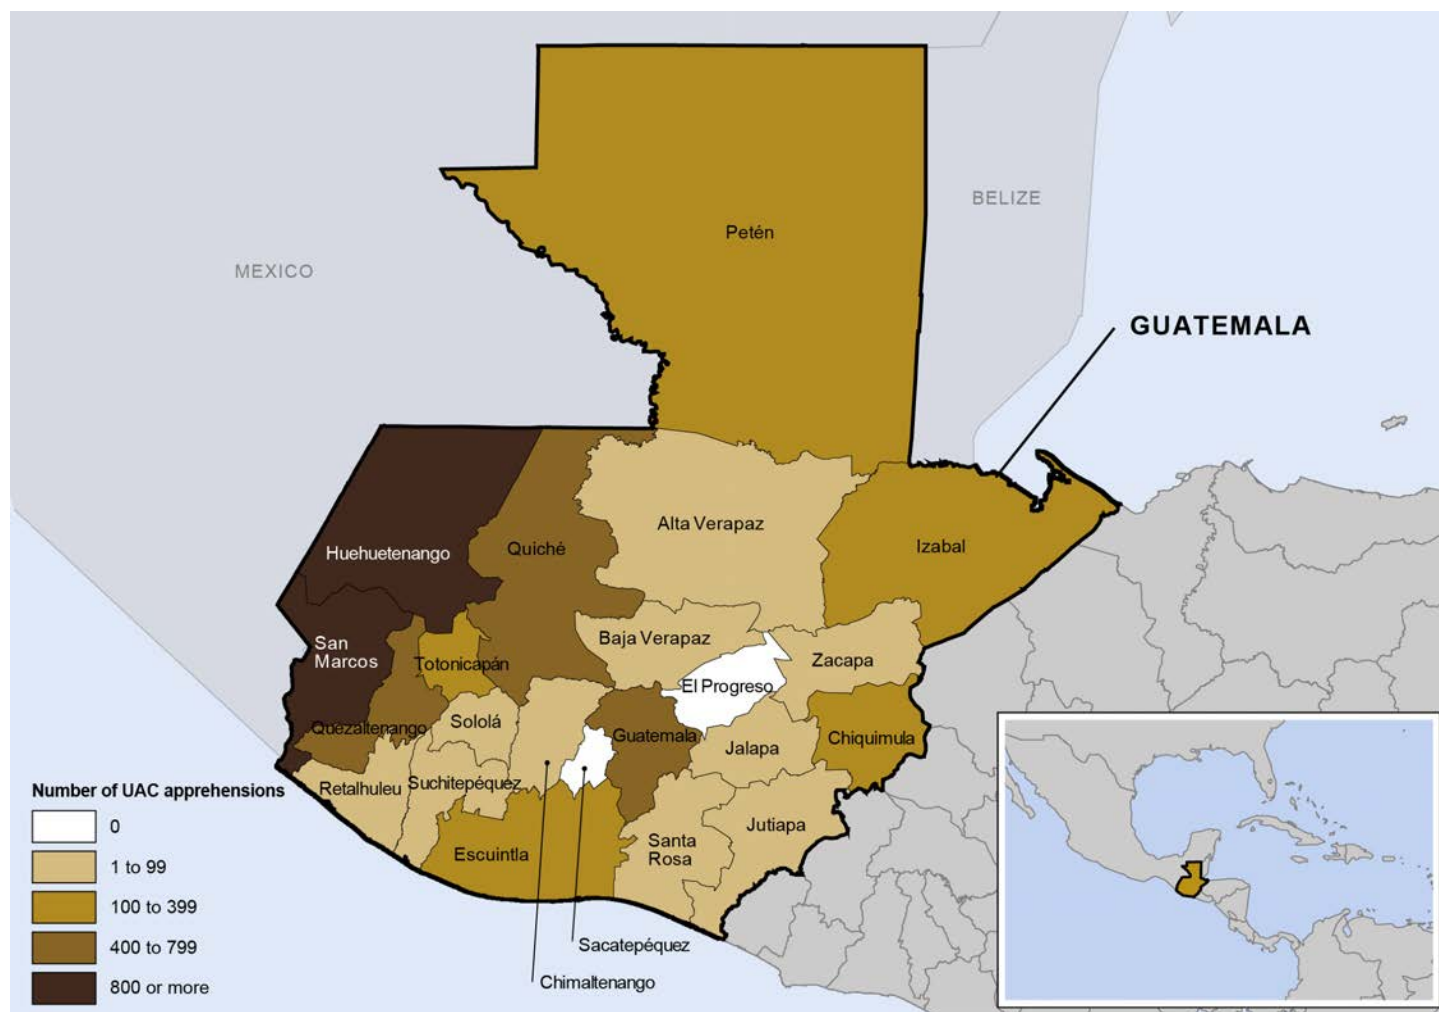 BELIZE
Petén
MEXICO
GUATEMALA
Alta Verapaz
Huehuetenango
Quiché
Izabal
San
Marcos
Baja Verapaz
Totonicapán
Zacapa
El Progreso
Sololá
Quezaltenango
Guatemala
Chiquimula
Jalapa
Suchitepéquez
Retalhuleu
Jutiapa
Santa
Rosa
Escuintla
Sacatepéquez
Chimaltenango
Number of UAC apprehensions
0
1 to 99
100 to 399
400 to 799
800 or more